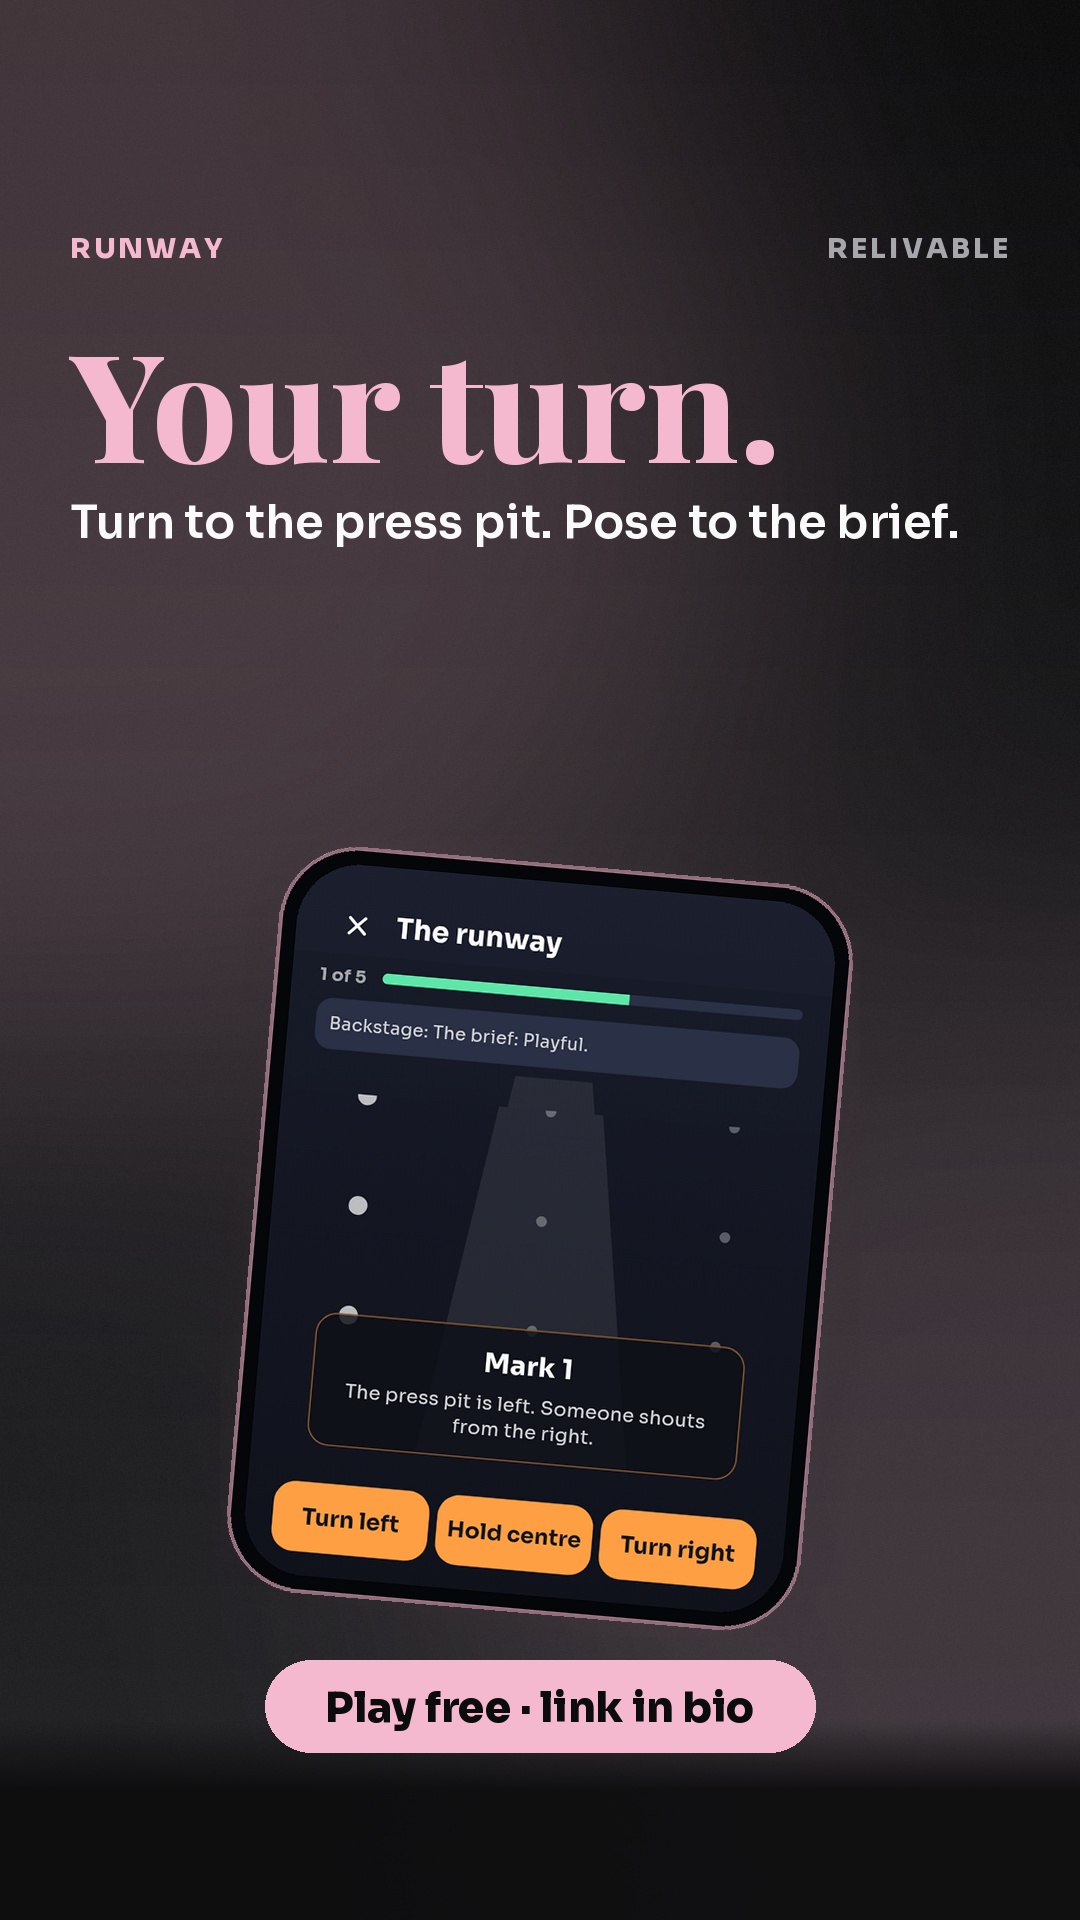 RUNWAY
RELIVABLE
Your turn.
Turn to the press pit. Pose to the brief.
The runway
1 of 5
Backstage: The brief: Playful.
Mark 1
The press pit is left. Someone shouts
from the right.
Turn left
Hold centre
Turn right
Play free · link in bio